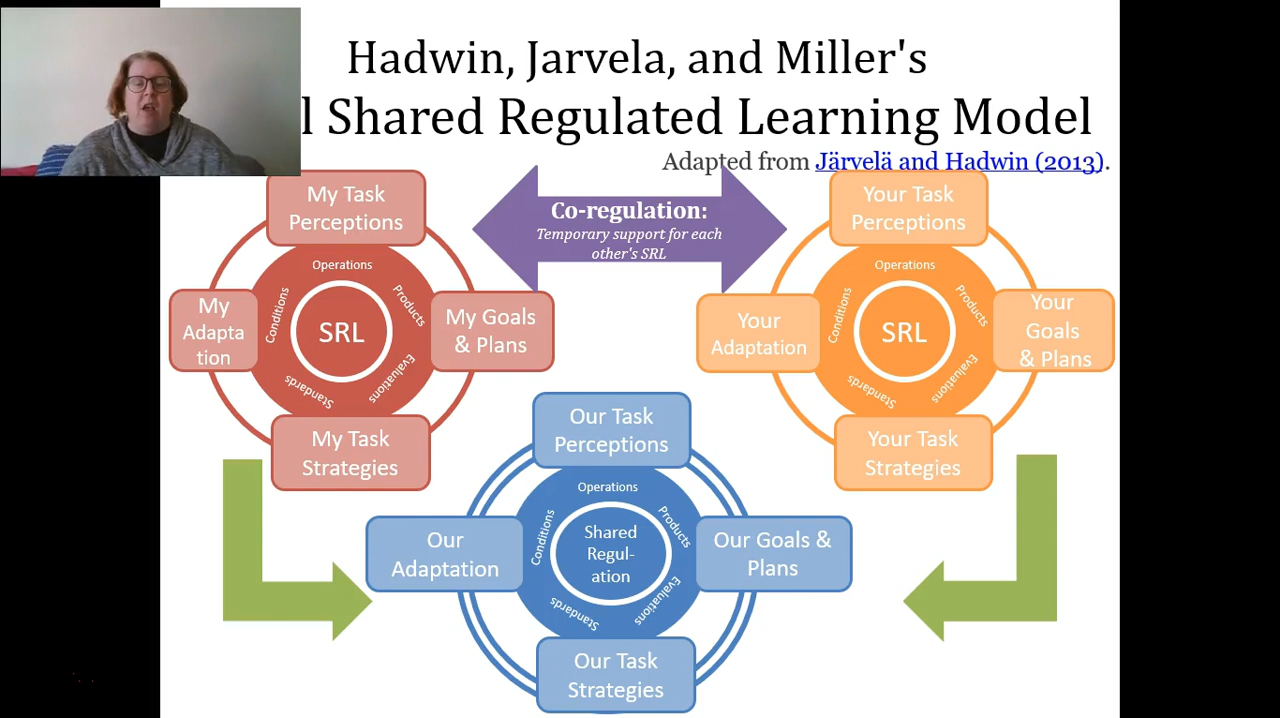 Hadwin, Jarvela, and Miller's
l Shared Regulated Learning Model
Adapted from Järvelä and Hadwin (2013).
My Task
Perceptions
Co-regulation:
Temporary support for each
other's SRL
Your Task
Perceptions
Operations
Conditions
Products
SRL
Standards
Evaluations
My
Adapta
tion
My Goals
& Plans
My Task
Strategies
Operations
Conditions
Products
SRL
Standards
Evaluations
Your
Adaptation
Your
Goals
& Plans
Your Task
Strategies
Our Task
Perceptions
Operations
Conditions
Products
Shared
Regul-
ation
Standards
Evaluations
Our
Adaptation
Our Goals &
Plans
Our Task
Strategies